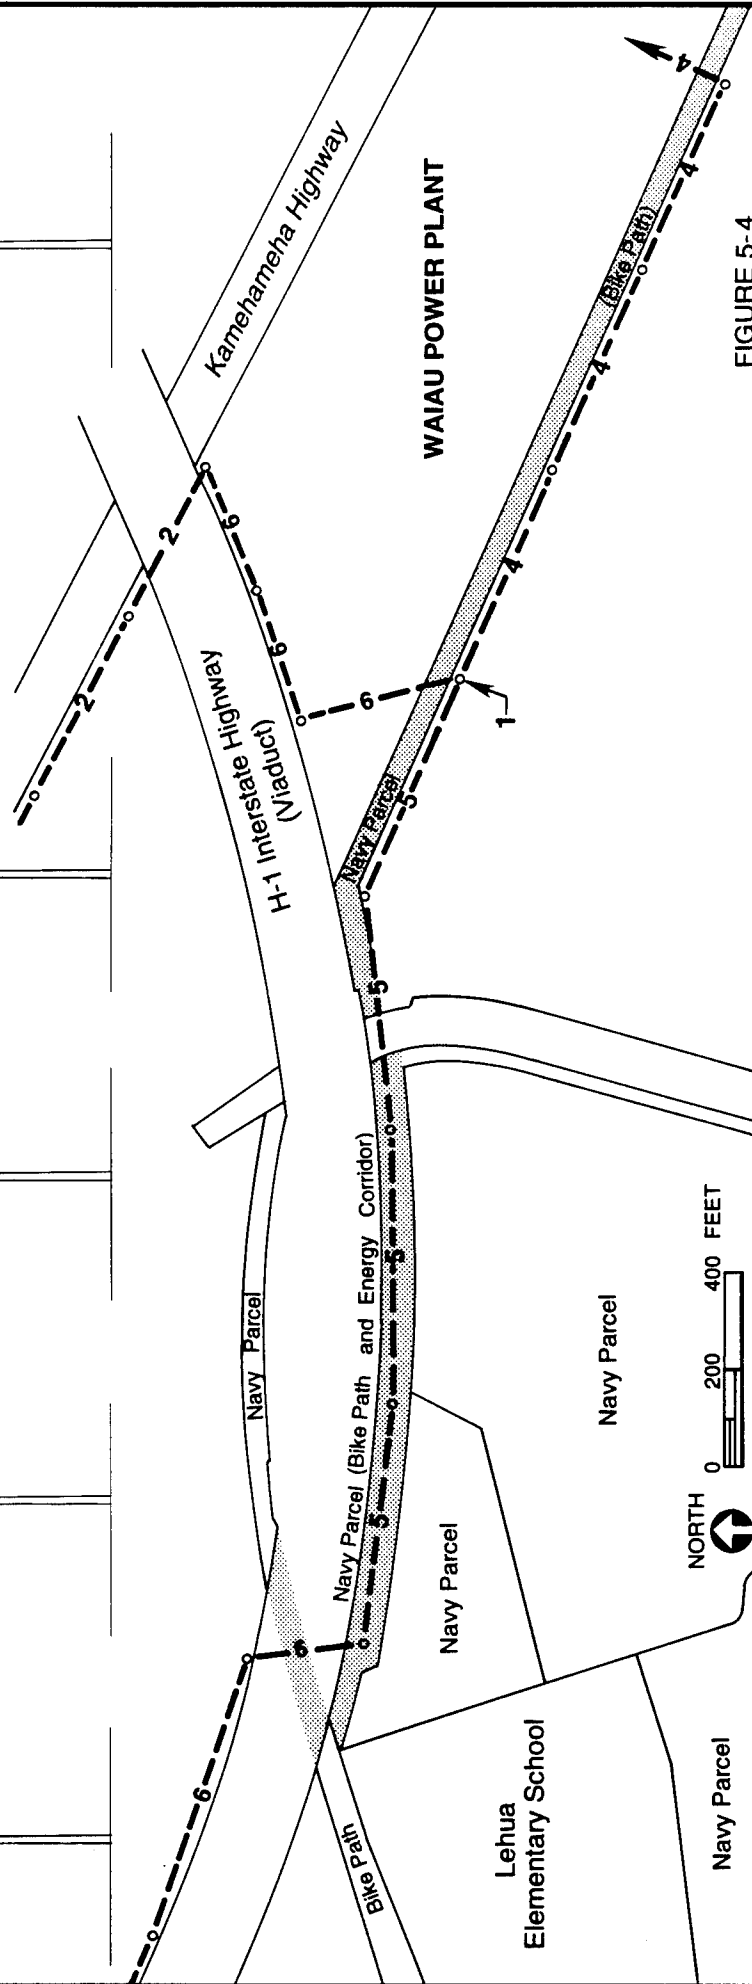 Kamehameha Highway
4
WAIAU POWER PLANT
(Bike Path)
4
4
4
FIGURE 5-4
2
2
6
6
6
1
H-1 Interstate Highway
(Viaduct)
Navy Parcel
5
5
Navy Parcel
Navy Parcel (Bike Path and Energy Corridor)
5
5
6
6
Navy Parcel
Navy Parcel
NORTH
0 200 400 FEET
Bike Path
Lehua
Elementary School
Navy Parcel